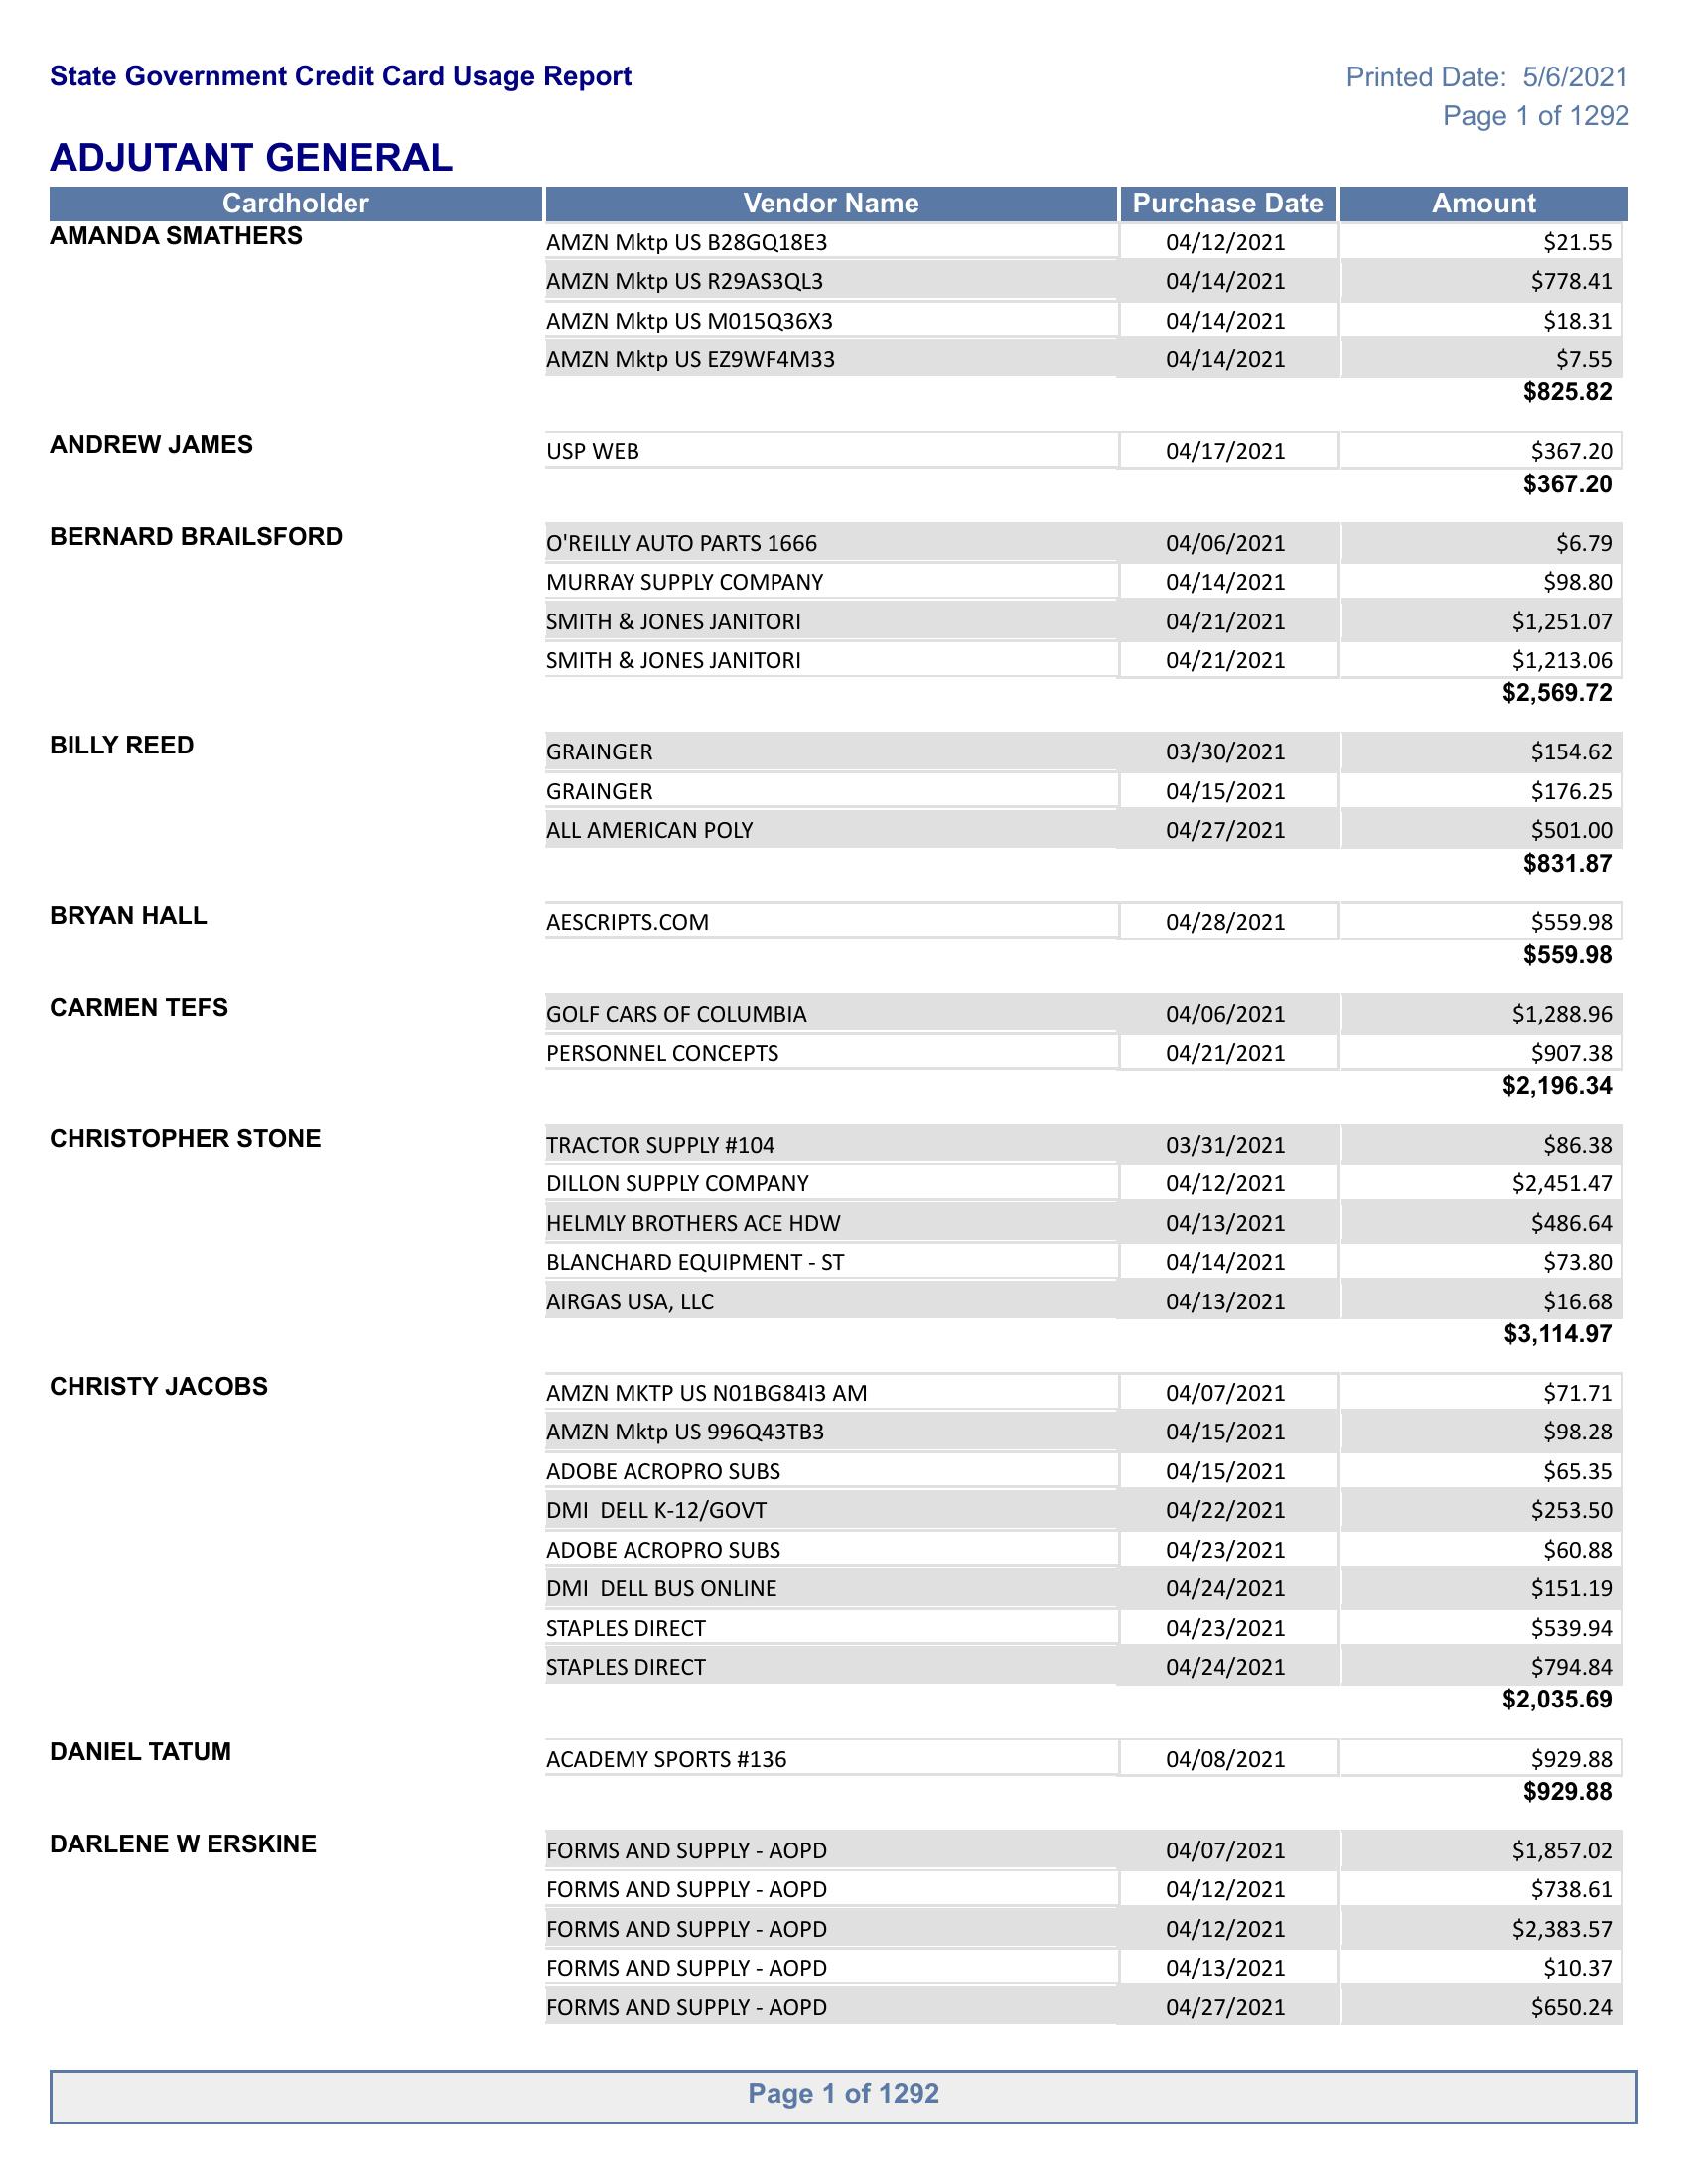 State Government Credit Card Usage Report
Printed Date: 5/6/2021
Page 1 of 1292
ADJUTANT GENERAL
Cardholder Vendor Name Purchase Date Amount
AMANDA SMATHERS AMZN Mktp US B28GQ18E3 04/12/2021 $21.55
AMZN Mktp US R29AS3QL3 04/14/2021 $778.41
AMZN Mktp US M015Q36X3 04/14/2021 $18.31
AMZN Mktp US EZ9WF4M33 04/14/2021 $7.55
$825.82
ANDREW JAMES USP WEB 04/17/2021 $367.20
$367.20
BERNARD BRAILSFORD O'REILLY AUTO PARTS 1666 04/06/2021 $6.79
MURRAY SUPPLY COMPANY 04/14/2021 $98.80
SMITH & JONES JANITORI 04/21/2021 $1,251.07
SMITH & JONES JANITORI 04/21/2021 $1,213.06
$2,569.72
BILLY REED GRAINGER 03/30/2021 $154.62
GRAINGER 04/15/2021 $176.25
ALL AMERICAN POLY 04/27/2021 $501.00
$831.87
BRYAN HALL AESCRIPTS.COM 04/28/2021 $559.98
$559.98
CARMEN TEFS GOLF CARS OF COLUMBIA 04/06/2021 $1,288.96
PERSONNEL CONCEPTS 04/21/2021 $907.38
$2,196.34
CHRISTOPHER STONE TRACTOR SUPPLY #104 03/31/2021 $86.38
DILLON SUPPLY COMPANY 04/12/2021 $2,451.47
HELMLY BROTHERS ACE HDW 04/13/2021 $486.64
BLANCHARD EQUIPMENT - ST 04/14/2021 $73.80
AIRGAS USA, LLC 04/13/2021 $16.68
$3,114.97
CHRISTY JACOBS AMZN MKTP US N01BG84I3 AM 04/07/2021 $71.71
AMZN Mktp US 996Q43TB3 04/15/2021 $98.28
ADOBE ACROPRO SUBS 04/15/2021 $65.35
DMI DELL K-12/GOVT 04/22/2021 $253.50
ADOBE ACROPRO SUBS 04/23/2021 $60.88
DMI DELL BUS ONLINE 04/24/2021 $151.19
STAPLES DIRECT 04/23/2021 $539.94
STAPLES DIRECT 04/24/2021 $794.84
$2,035.69
DANIEL TATUM ACADEMY SPORTS #136 04/08/2021 $929.88
$929.88
DARLENE W ERSKINE FORMS AND SUPPLY - AOPD 04/07/2021 $1,857.02
FORMS AND SUPPLY - AOPD 04/12/2021 $738.61
FORMS AND SUPPLY - AOPD 04/12/2021 $2,383.57
FORMS AND SUPPLY - AOPD 04/13/2021 $10.37
FORMS AND SUPPLY - AOPD 04/27/2021 $650.24
Page 1 of 1292